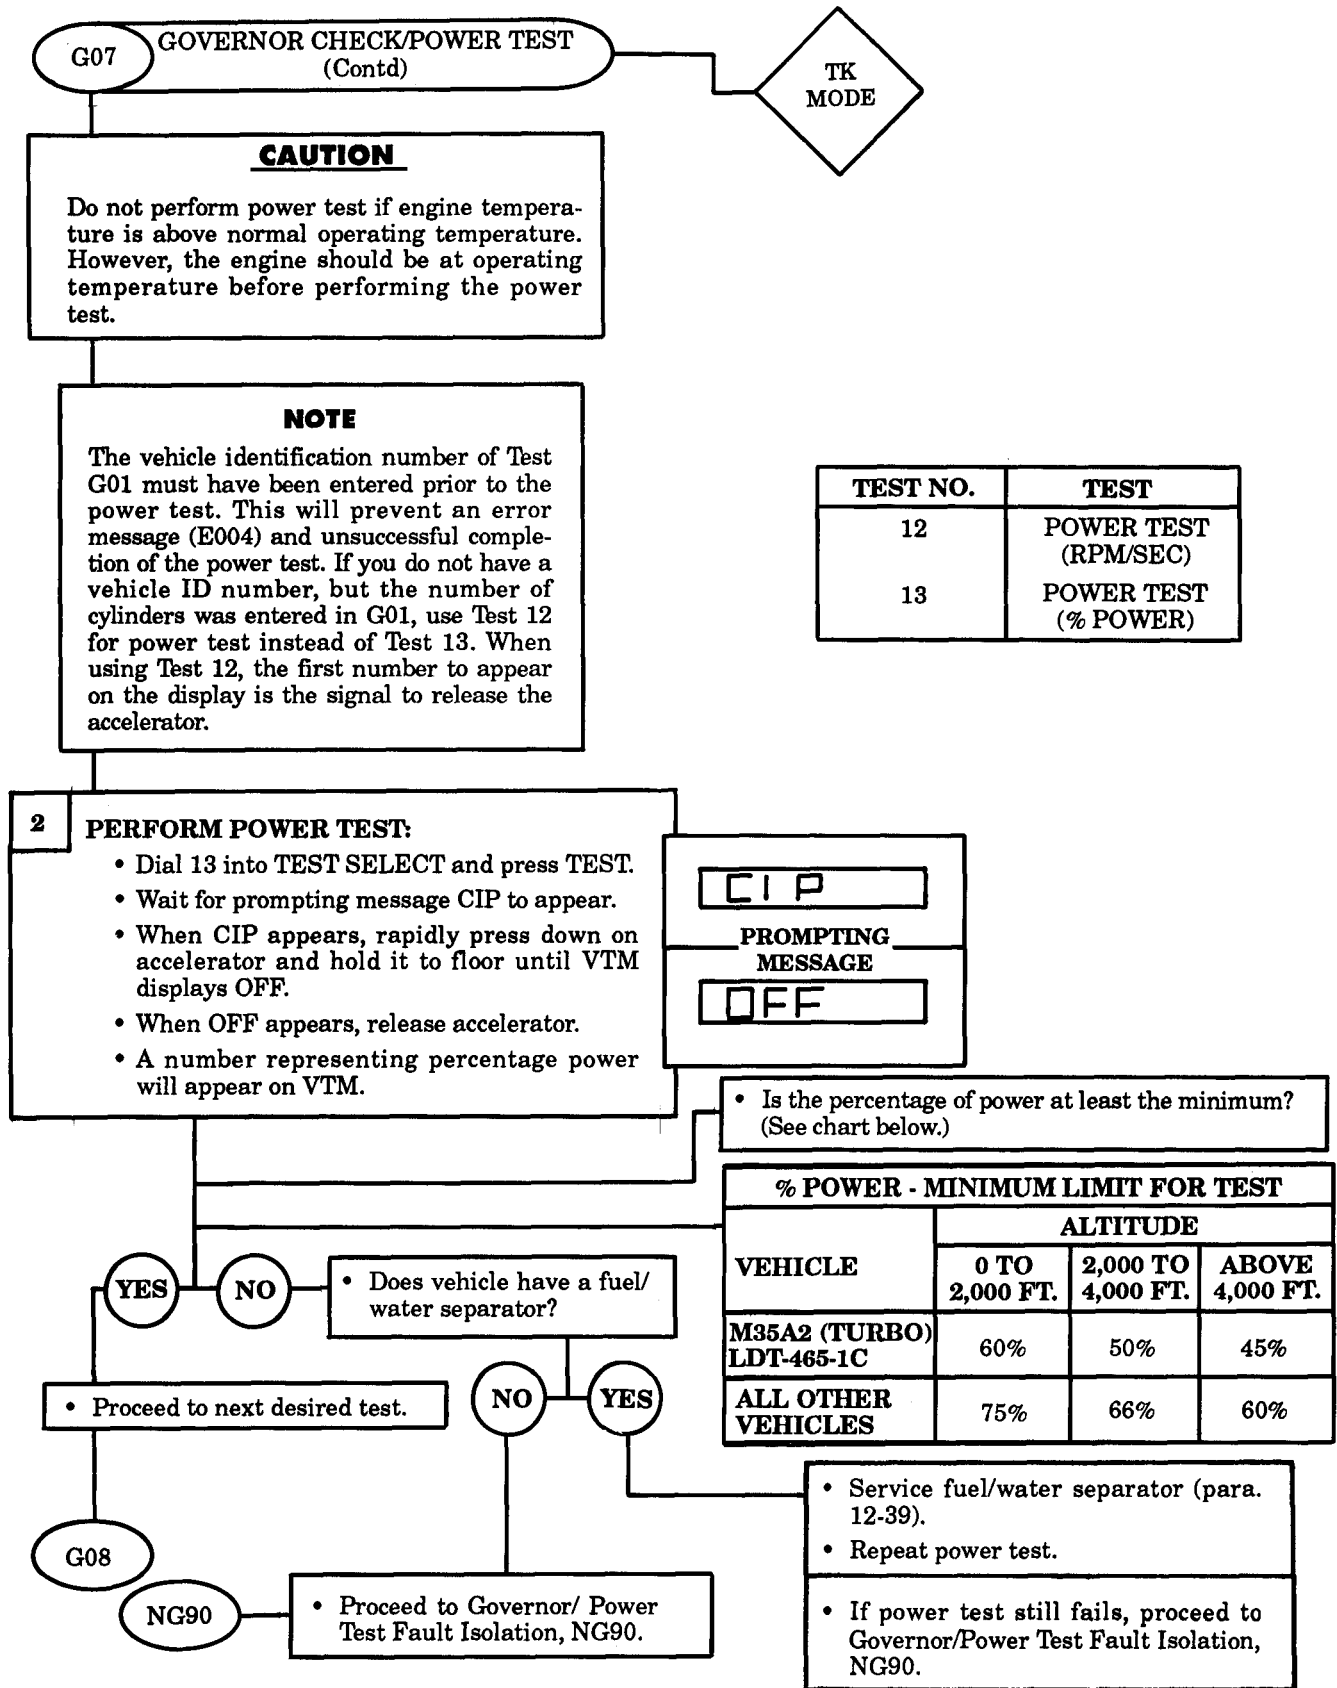 G07
GOVERNOR CHECK/POWER TEST
(Contd)
TK
MODE
CAUTION
Do not perform power test if engine tempera-
ture is above normal operating temperature.
However, the engine should be at operating
temperature before performing the power
test.
NOTE
The vehicle identification number of Test
G01 must have been entered prior to the
power test. This will prevent an error
message (E004) and unsuccessful comple-
tion of the power test. If you do not have a
vehicle ID number, but the number of
cylinders was entered in G01, use Test 12
for power test instead of Test 13. When
using Test 12, the first number to appear
on the display is the signal to release the
accelerator.
TEST NO. TEST
12 POWER TEST
(RPM/SEC)
13 POWER TEST
(% POWER)
2 PERFORM POWER TEST:
• Dial 13 into TEST SELECT and press TEST.
• Wait for prompting message CIP to appear.
• When CIP appears, rapidly press down on
accelerator and hold it to floor until VTM
displays OFF.
• When OFF appears, release accelerator.
• A number representing percentage power
will appear on VTM.
CIP
PROMPTING
MESSAGE
OFF
• Is the percentage of power at least the minimum?
(See chart below.)
% POWER - MINIMUM LIMIT FOR TEST
ALTITUDE
VEHICLE 0 TO 2,000 TO ABOVE
2,000 FT. 4,000 FT. 4,000 FT.
M35A2 (TURBO)
LDT-465-1C 60% 50% 45%
ALL OTHER
VEHICLES 75% 66% 60%
YES
NO
• Does vehicle have a fuel/
water separator?
NO
YES
• Proceed to next desired test.
G08
NG90
• Proceed to Governor/ Power
Test Fault Isolation, NG90.
• Service fuel/water separator (para.
12-39).
• Repeat power test.
• If power test still fails, proceed to
Governor/Power Test Fault Isolation,
NG90.